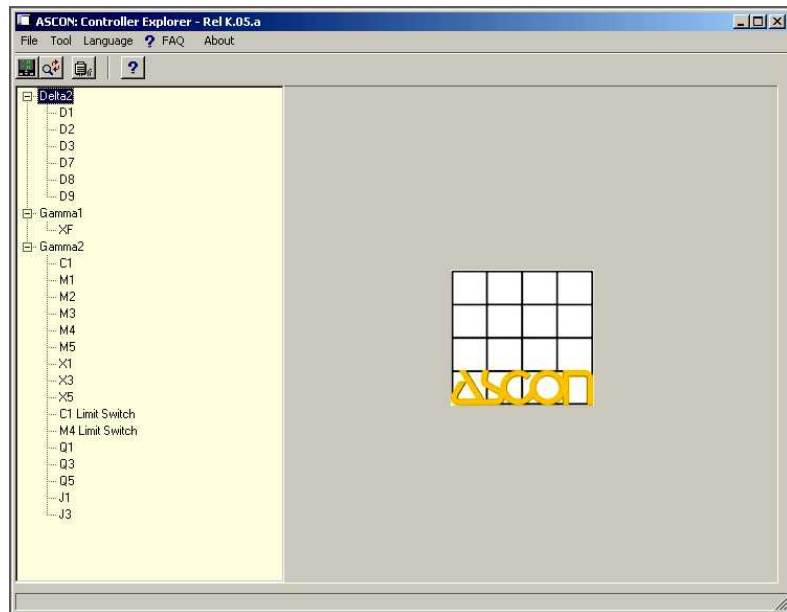 ASCON: Controller Explorer - Rel K.05.a
File Tool Language ? FAQ About
?
Delta2
D1
D2
D3
D7
D8
D9
Gamma1
XF
Gamma2
C1
M1
M2
M3
M4
M5
X1
X3
X5
C1 Limit Switch
M4 Limit Switch
Q1
Q3
Q5
J1
J3
ASCON